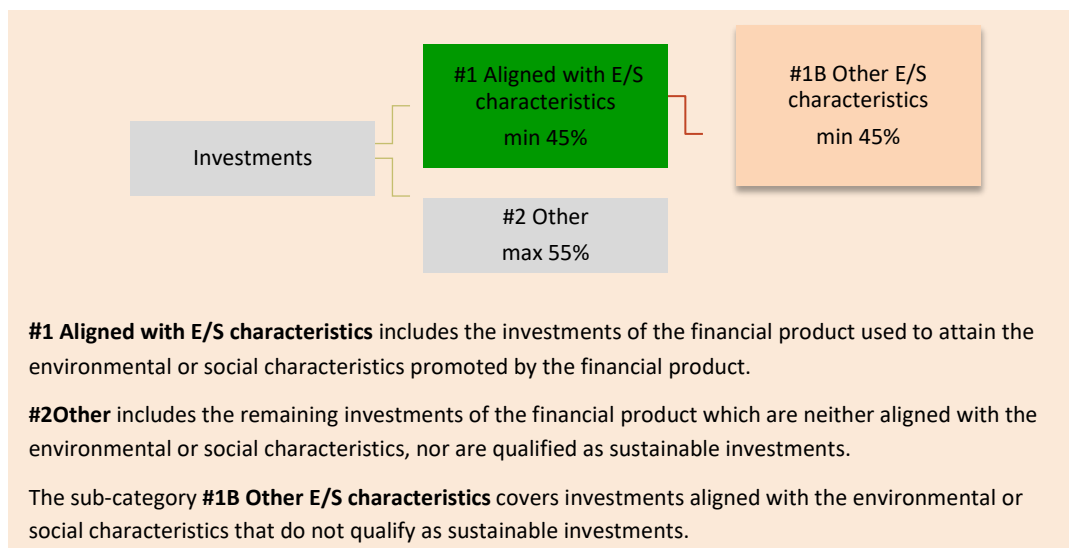 #1 Aligned with E/S
characteristics
min 45%
#1B Other E/S
characteristics
min 45%
Investments
#2 Other
max 55%
#1 Aligned with E/S characteristics includes the investments of the financial product used to attain the
environmental or social characteristics promoted by the financial product.
#2Other includes the remaining investments of the financial product which are neither aligned with the
environmental or social characteristics, nor are qualified as sustainable investments.
The sub-category #1B Other E/S characteristics covers investments aligned with the environmental or
social characteristics that do not qualify as sustainable investments.